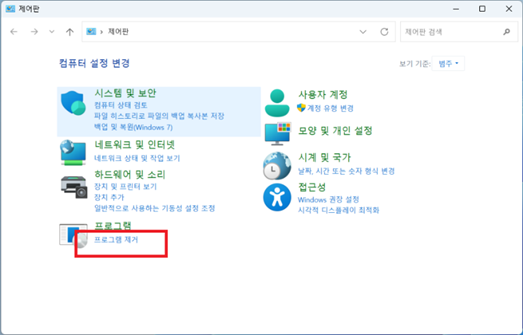 제어판
제어판
제어판 검색
컴퓨터 설정 변경
보기 기준: 범주
시스템 및 보안
컴퓨터 상태 검토
파일 히스토리로 파일의 백업 복사본 저장
백업 및 복원(Windows 7)
네트워크 및 인터넷
네트워크 상태 및 작업 보기
하드웨어 및 소리
장치 및 프린터 보기
장치 추가
일반적으로 사용하는 기동성 설정 조정
프로그램
프로그램 제거
사용자 계정
계정 유형 변경
모양 및 개인 설정
시계 및 국가
날짜, 시간 또는 숫자 형식 변경
접근성
Windows 권장 설정
시각적 디스플레이 최적화